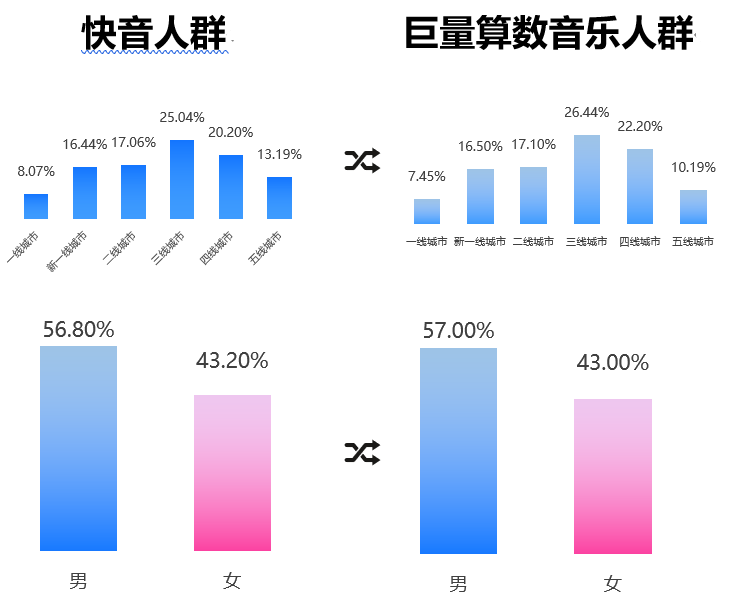 快音人群
巨量算数音乐人群
25.04%
20.20%
16.44%
17.06%
13.19%
8.07%
一线城市
新一线城市
二线城市
三线城市
四线城市
五线城市
26.44%
22.20%
16.50%
17.10%
10.19%
7.45%
一线城市
新一线城市
二线城市
三线城市
四线城市
五线城市
56.80%
43.20%
男
女
57.00%
43.00%
男
女